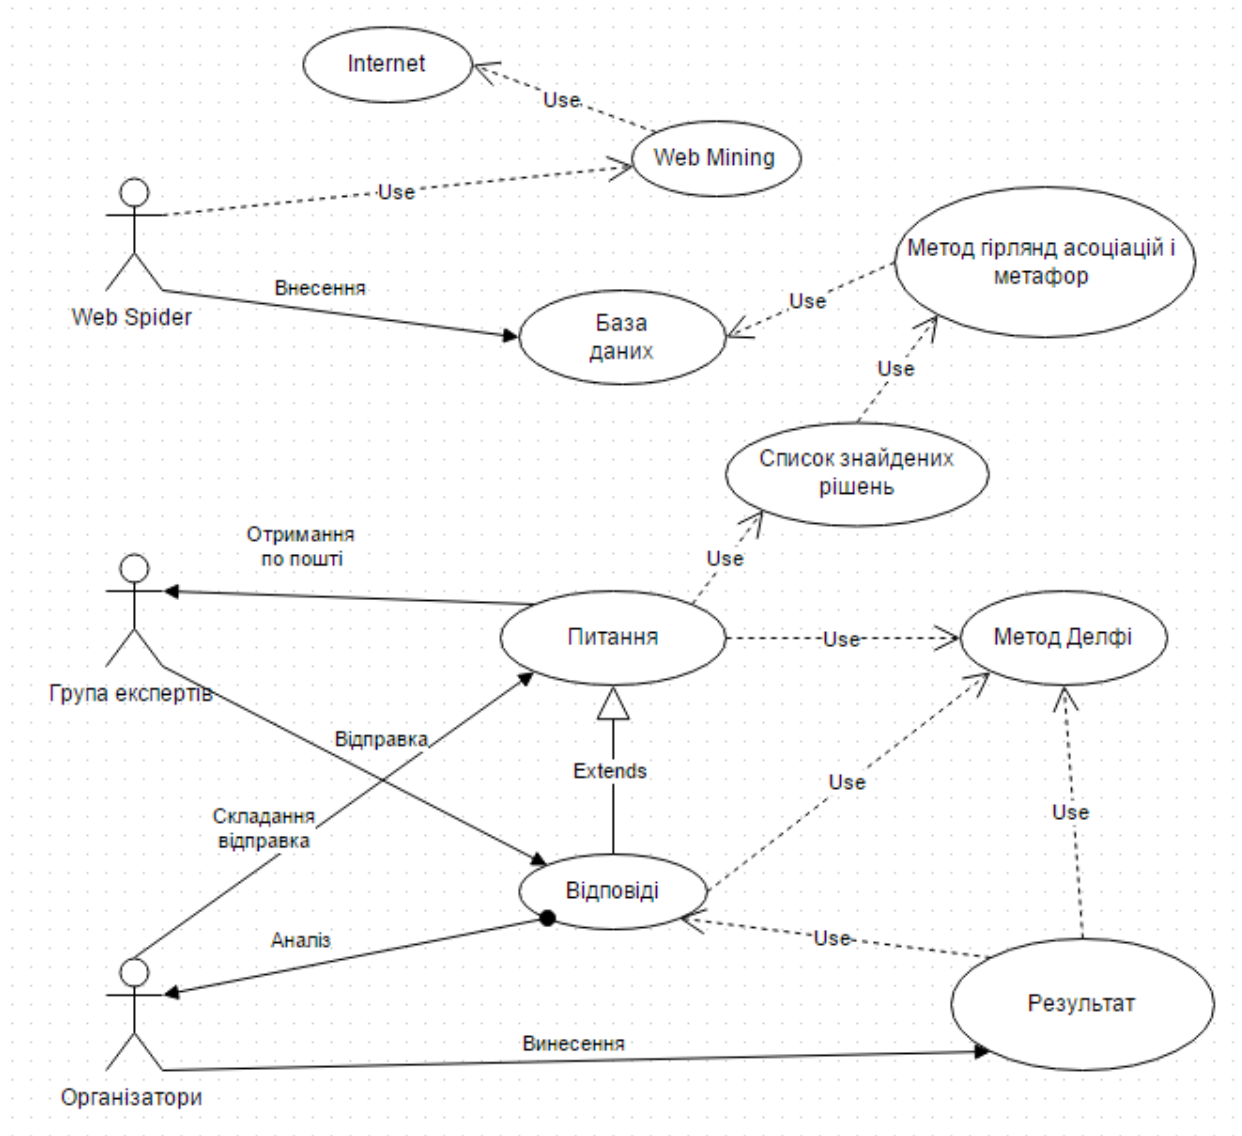 Internet
Use
Web Mining
Use
Метод гірлянд асоціацій і
метафор
Внесення
Use
Web Spider
База
даних
Use
Список знайдених
рішень
Отримання
по пошті
Use
Питання
Use
Метод Делфі
Група експертів
Відправка
Extends
Use
Складання
відправка
Use
Відповіді
Аналіз
Use
Результат
Винесення
Організатори